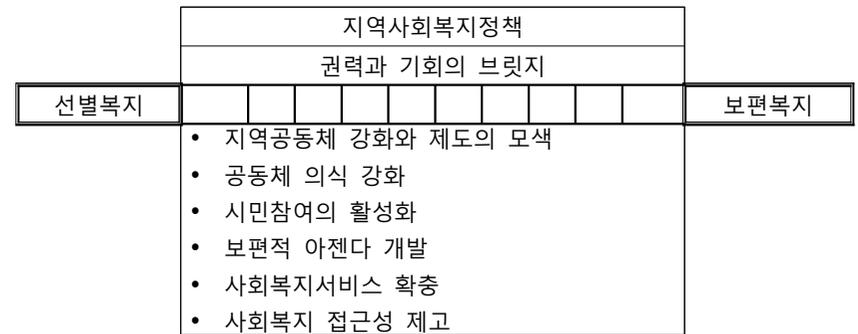 지역사회복지정책
권력과 기회의 브릿지
선별복지 보편복지
• 지역공동체 강화와 제도의 모색
• 공동체 의식 강화
• 시민참여의 활성화
• 보편적 아젠다 개발
• 사회복지서비스 확충
• 사회복지 접근성 제고